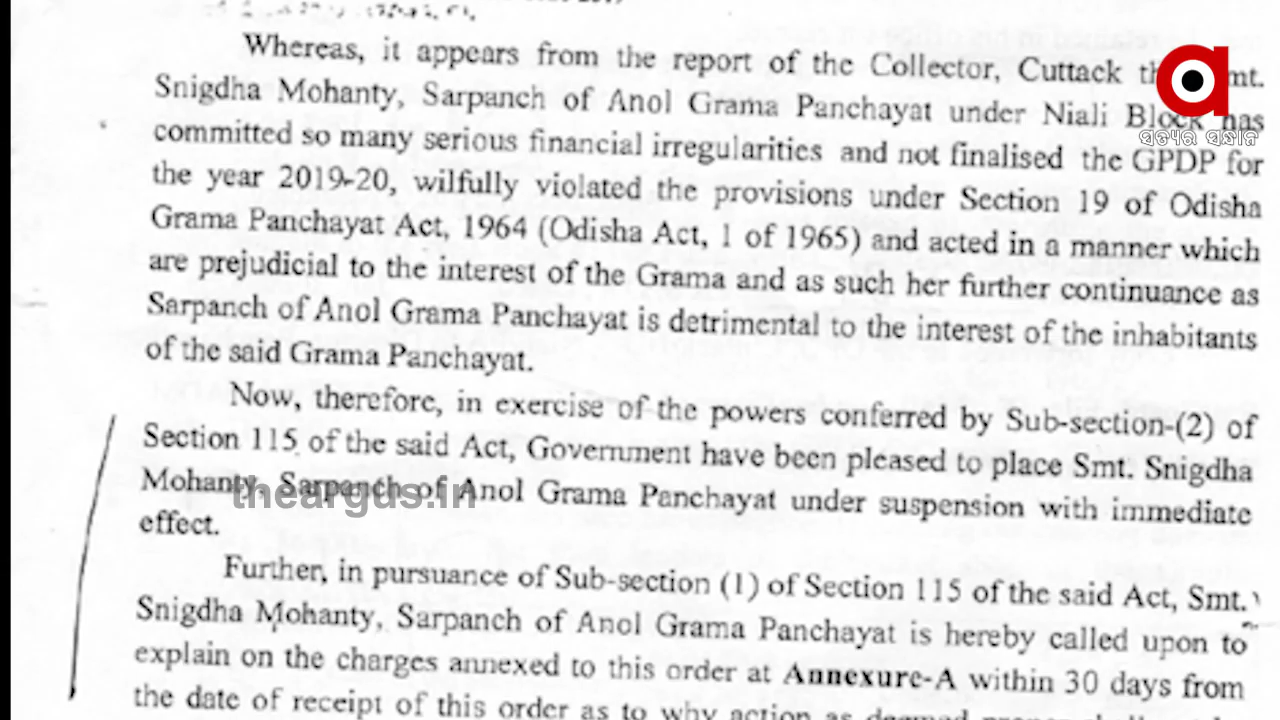 Whereas, it appears from the report of the Collector, Cuttack mt.
Snigdha Mohanty, Sarpanch of Anol Grama Panchayat under Niali Block has
committed so many serious financial irregularities and not finalised the GPDP for
the year 2019-20, wilfully violated the provisions under Section 19 of Odisha
Grama Panchayat Act, 1964 (Odisha Act, 1 of 1965) and acted in a manner which
are prejudicial to the interest of the Grama and as such her further continuance as
Sarpanch of Anol Grama Panchayat is detrimental to the interest of the inhabitants
of the said Grama Panchayat.
Now, therefore, in exercise of the powers conferred by Sub-section-(2) of
Section 115 of the said Act, Government have been pleased to place Smt. Snigdha
Mohanty, Sarpanch of Anol Grama Panchayat under suspension with immediate
effect.
Further, in pursuance of Sub-section (1) of Section 115 of the said Act, Smt.
Snigdha Mohanty, Sarpanch of Anol Grama Panchayat is hereby called upon to
explain on the charges annexed to this order at Annexure-A within 30 days from
the date of receipt of this order as to why action as deemed proper
a
ସତ୍ୟର ସନ୍ଧାନ
theargus.in